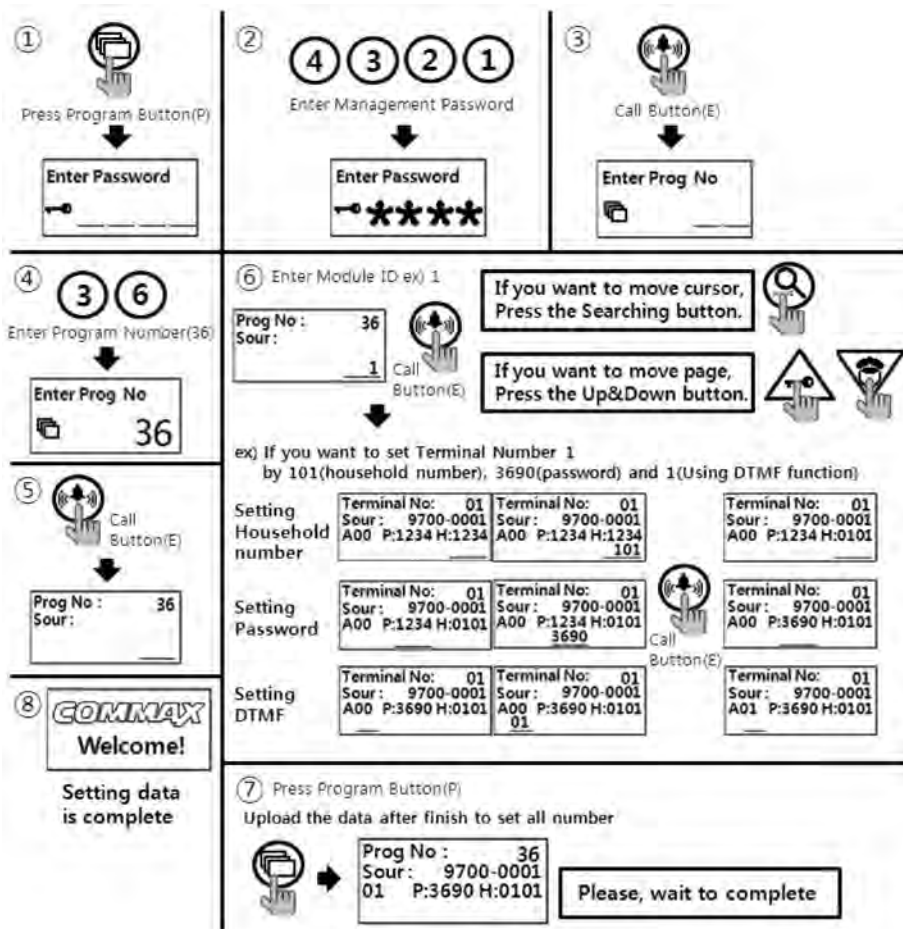 ①
Press Program Button(P)
Enter Password
②
4 3 2 1
Enter Management Password
Enter Password
③
Call Button(E)
Enter Prog No
④
3 6
Enter Program Number(36)
Enter Prog No
36
⑤
Call
Button(E)
Prog No : 36
Sour :
⑥ Enter Module ID ex) 1
Prog No : 36
Sour :
1
Call
Button(E)
If you want to move cursor,
Press the Searching button.
If you want to move page,
Press the Up&Down button.
ex) If you want to set Terminal Number 1
by 101(household number), 3690(password) and 1(Using DTMF function)
Setting
Household
number
Terminal No: 01
Sour : 9700-0001
A00 P:1234 H:1234
Terminal No: 01
Sour : 9700-0001
A00 P:1234 H:1234
101
Terminal No: 01
Sour : 9700-0001
A00 P:1234 H:0101
Setting
Password
Terminal No: 01
Sour : 9700-0001
A00 P:1234 H:0101
Terminal No: 01
Sour : 9700-0001
A00 P:1234 H:0101
3690
Call
Button(E)
Terminal No: 01
Sour : 9700-0001
A00 P:3690 H:0101
Setting
DTMF
Terminal No: 01
Sour : 9700-0001
A00 P:3690 H:0101
Terminal No: 01
Sour : 9700-0001
A00 P:3690 H:0101
01
Terminal No: 01
Sour : 9700-0001
A01 P:3690 H:0101
⑦ Press Program Button(P)
Upload the data after finish to set all number
Prog No : 36
Sour : 9700-0001
01 P:3690 H:0101
Please, wait to complete
⑧
COMMAX
Welcome!
Setting data
is complete